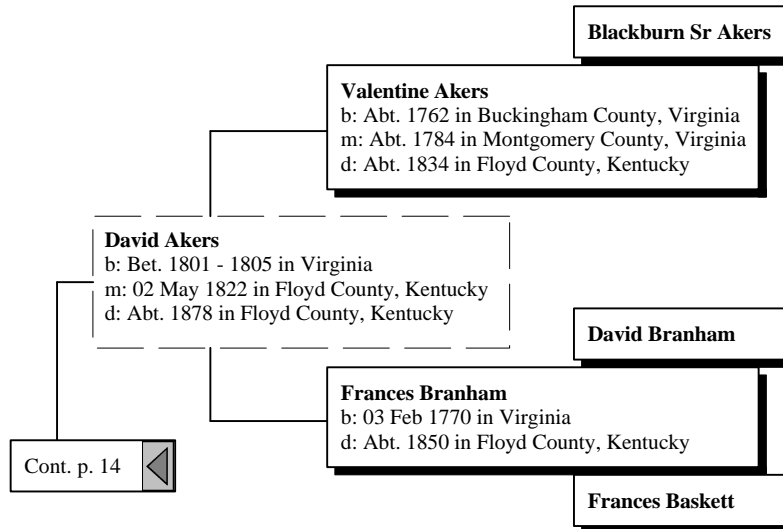 Blackburn Sr Akers
Valentine Akers
b: Abt. 1762 in Buckingham County, Virginia
m: Abt. 1784 in Montgomery County, Virginia
d: Abt. 1834 in Floyd County, Kentucky
David Akers
b: Bet. 1801 - 1805 in Virginia
m: 02 May 1822 in Floyd County, Kentucky
d: Abt. 1878 in Floyd County, Kentucky
David Branham
Frances Branham
b: 03 Feb 1770 in Virginia
d: Abt. 1850 in Floyd County, Kentucky
Cont. p. 14
Frances Baskett